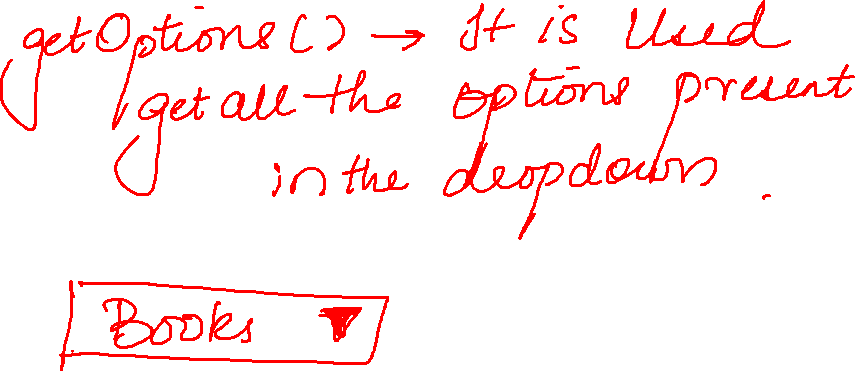 getOptions() → It is Used
get all the options present
in the dropdown.
Books